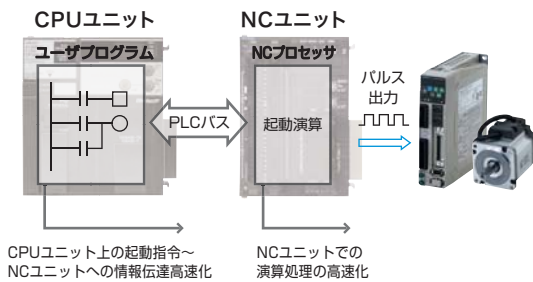 CPUユニット
NCユニット
ユーザプログラム
NCプロセッサ
PLCバス
起動演算
パルス
出力
CPUユニット上の起動指令～
NCユニットへの情報伝達高速化
NCユニットでの
演算処理の高速化